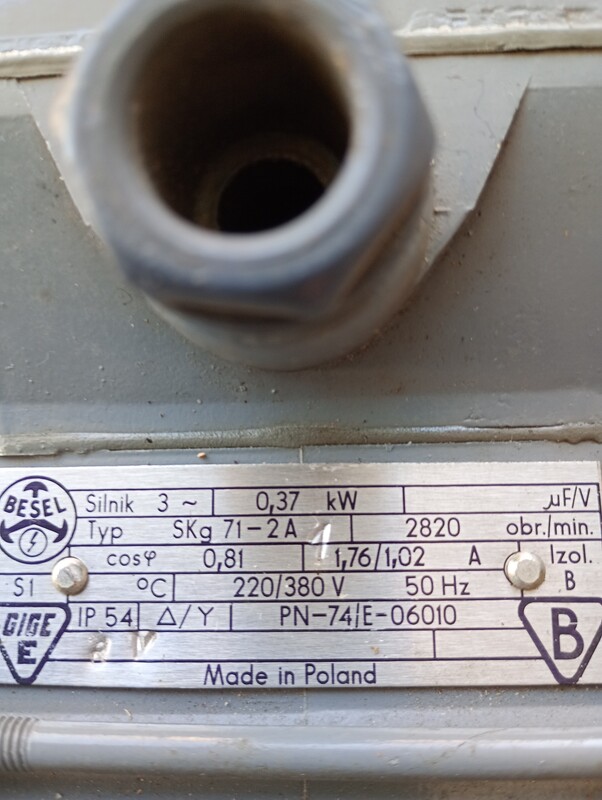 BESEL
Silnik 3 ~ 0,37 kW µF/V
Typ SKg 71-2A 1 2820 obr./min.
cosφ 0,81 1,76/1,02 A Izol.
S1 °C 220/380 V 50 Hz B
GIGE E IP 54 Δ/Y PN-74/E-06010 B
Made in Poland